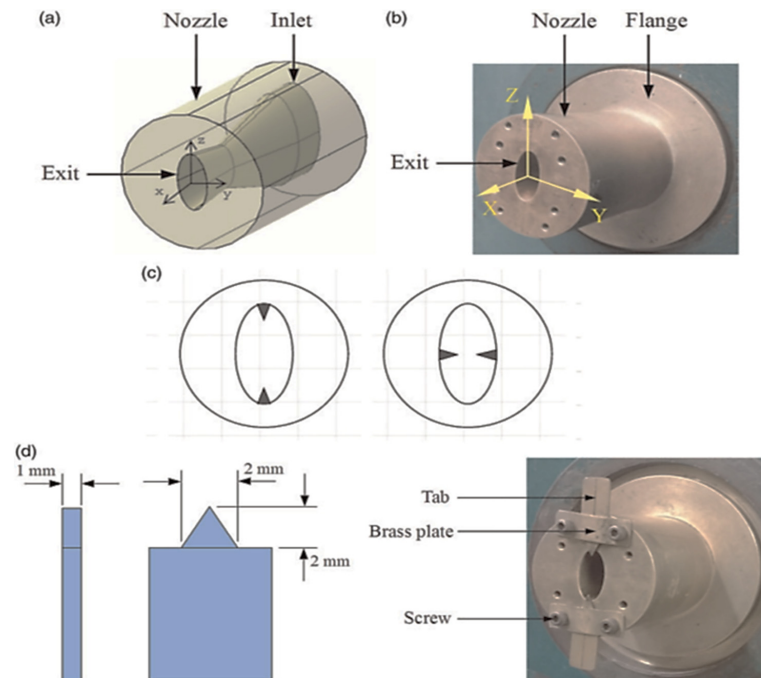 (a)
Nozzle
Inlet
Exit
z
x
Y
(b)
Nozzle
Flange
Z
Exit
X
Y
(c)
(d)
1 mm
2 mm
2 mm
Tab
Brass plate
Screw